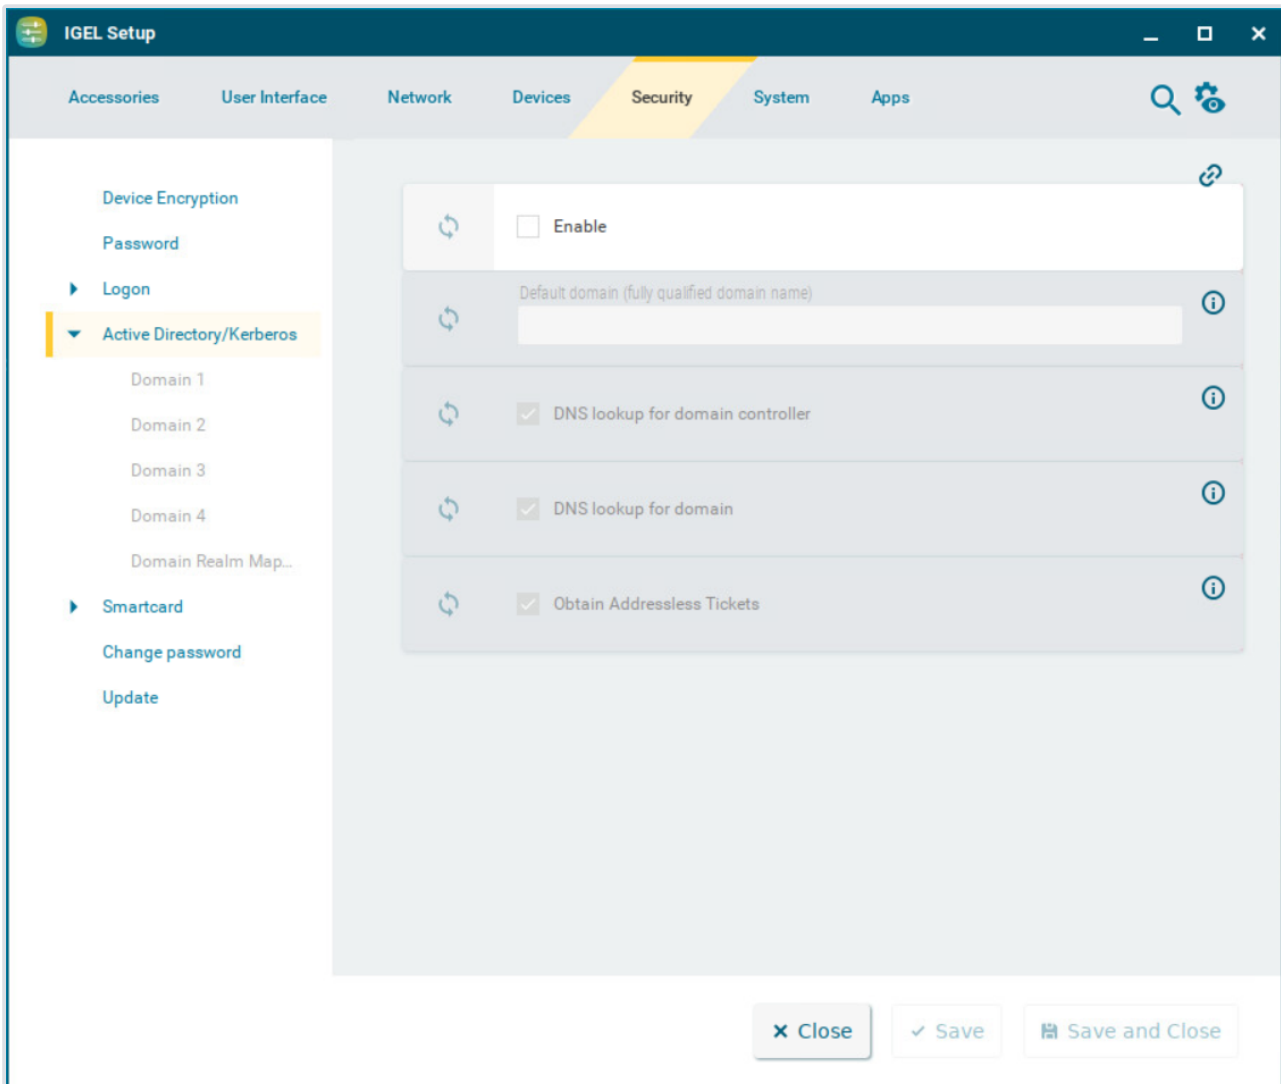 IGEL Setup
Accessories User Interface Network Devices Security System Apps
Device Encryption
Password
Logon
Active Directory/Kerberos
Domain 1
Domain 2
Domain 3
Domain 4
Domain Realm Map...
Smartcard
Change password
Update
Enable
Default domain (fully qualified domain name)
DNS lookup for domain controller
DNS lookup for domain
Obtain Addressless Tickets
Close Save Save and Close